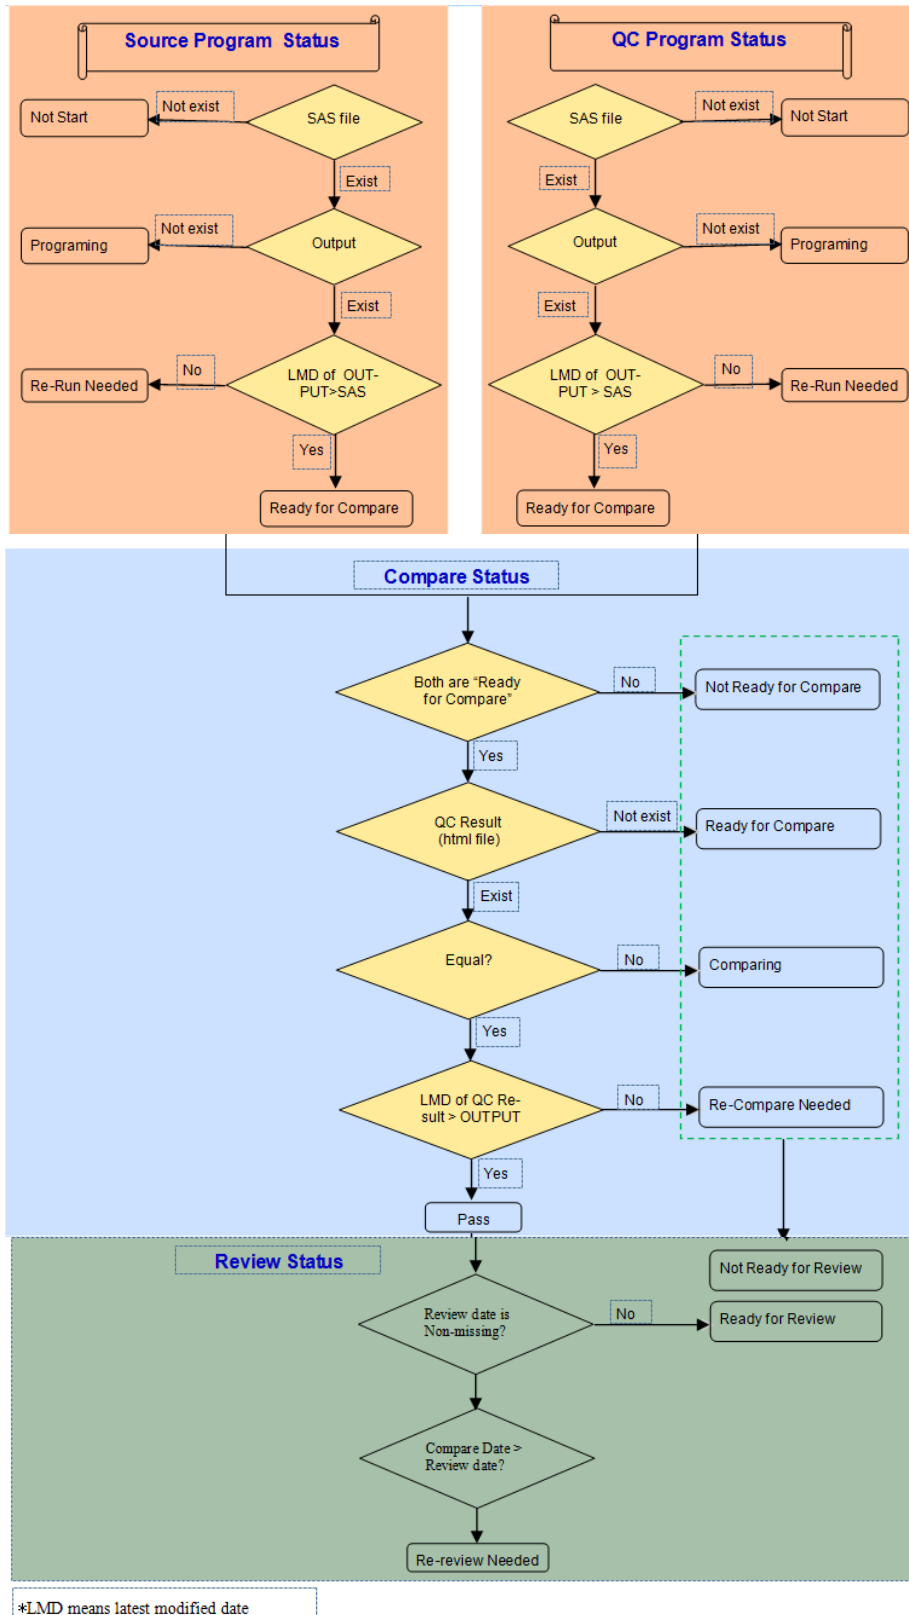 Source Program  Status
Not exist
SAS file
Not Start
Exist
Not exist
Output
Programing
Exist
No
LMD of  OUT-
PUT>SAS
Re-Run Needed
Yes
Ready for Compare
QC Program Status
SAS file
Not exist
Not Start
Exist
Output
Not exist
Programing
Exist
LMD of  OUT-
PUT > SAS
No
Re-Run Needed
Yes
Ready for Compare
Compare Status
Both are “Ready
for Compare”
No
Not Ready for Compare
Yes
QC Result
(html file)
Not exist
Ready for Compare
Exist
Equal?
No
Comparing
Yes
LMD of QC Re-
sult > OUTPUT
No
Re-Compare Needed
Yes
Pass
Review Status
Not Ready for Review
Review date is
Non-missing?
No
Ready for Review
Compare Date >
Review date?
Re-review Needed
*LMD means latest modified date